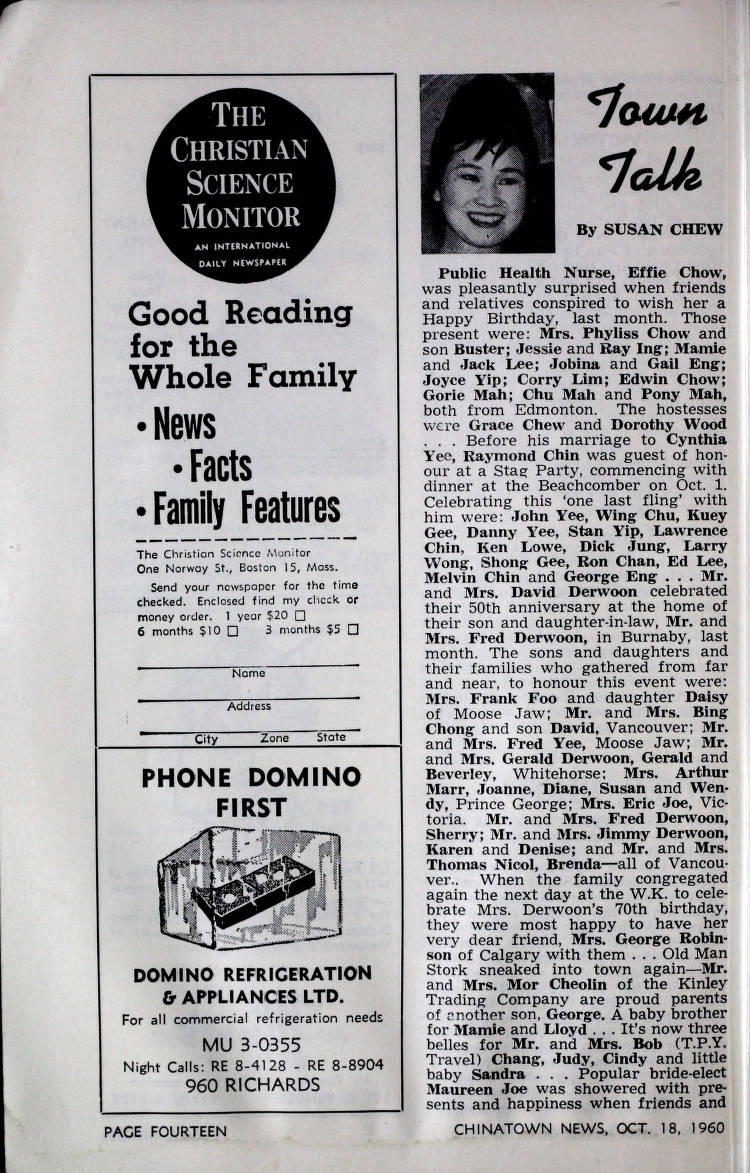 THE
CHRISTIAN
SCIENCE
MONITOR
AN INTERNATIONAL
DAILY NEWSPAPER
Good Reading
for the
Whole Family
• News
• Facts
• Family Features
The Christian Science Monitor
One Norway St., Boston 15, Mass.
Send your newspaper for the time
checked. Enclosed find my check or
money order. 1 year $20 ☐
6 months $10 ☐ 3 months $5 ☐
Name
Address
City Zone State
PHONE DOMINO
FIRST
DOMINO REFRIGERATION
& APPLIANCES LTD.
For all commercial refrigeration needs
MU 3-0355
Night Calls: RE 8-4128 - RE 8-8904
960 RICHARDS
Town
Talk
By SUSAN CHEW
Public Health Nurse, Effie Chow,
was pleasantly surprised when friends
and relatives conspired to wish her a
Happy Birthday, last month. Those
present were: Mrs. Phyliss Chow and
son Buster; Jessie and Ray Ing; Mamie
and Jack Lee; Jobina and Gail Eng;
Joyce Yip; Corry Lim; Edwin Chow;
Gorie Mah; Chu Mah and Pony Mah,
both from Edmonton. The hostesses
were Grace Chew and Dorothy Wood
. . . Before his marriage to Cynthia
Yee, Raymond Chin was guest of hon-
our at a Stag Party, commencing with
dinner at the Beachcomber on Oct. 1.
Celebrating this 'one last fling' with
him were: John Yee, Wing Chu, Kuey
Gee, Danny Yee, Stan Yip, Lawrence
Chin, Ken Lowe, Dick Jung, Larry
Wong, Shong Gee, Ron Chan, Ed Lee,
Melvin Chin and George Eng . . . Mr.
and Mrs. David Derwoon celebrated
their 50th anniversary at the home of
their son and daughter-in-law, Mr. and
Mrs. Fred Derwoon, in Burnaby, last
month. The sons and daughters and
their families who gathered from far
and near, to honour this event were:
Mrs. Frank Foo and daughter Daisy
of Moose Jaw; Mr. and Mrs. Bing
Chong and son David, Vancouver; Mr.
and Mrs. Fred Yee, Moose Jaw; Mr.
and Mrs. Gerald Derwoon, Gerald and
Beverley, Whitehorse; Mrs. Arthur
Marr, Joanne, Diane, Susan and Wen-
dy, Prince George; Mrs. Eric Joe, Vic-
toria. Mr. and Mrs. Fred Derwoon,
Sherry; Mr. and Mrs. Jimmy Derwoon,
Karen and Denise; and Mr. and Mrs.
Thomas Nicol, Brenda—all of Vancou-
ver.. When the family congregated
again the next day at the W.K. to cele-
brate Mrs. Derwoon's 70th birthday,
they were most happy to have her
very dear friend, Mrs. George Robin-
son of Calgary with them . . . Old Man
Stork sneaked into town again—Mr.
and Mrs. Mor Cheolin of the Kinley
Trading Company are proud parents
of another son, George. A baby brother
for Mamie and Lloyd . . . It's now three
belles for Mr. and Mrs. Bob (T.P.Y.
Travel) Chang, Judy, Cindy and little
baby Sandra . . . Popular bride-elect
Maureen Joe was showered with pre-
sents and happiness when friends and
PAGE FOURTEEN
CHINATOWN NEWS, OCT. 18, 1960